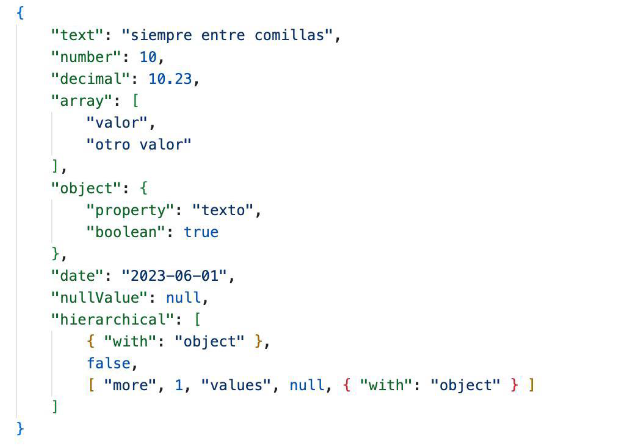 {
    "text": "siempre entre comillas",
    "number": 10,
    "decimal": 10.23,
    "array": [
        "valor",
        "otro valor"
    ],
    "object": {
        "property": "texto",
        "boolean": true
    },
    "date": "2023-06-01",
    "nullValue": null,
    "hierarchical": [
        { "with": "object" },
        false,
        [ "more", 1, "values", null, { "with": "object" } ]
    ]
}